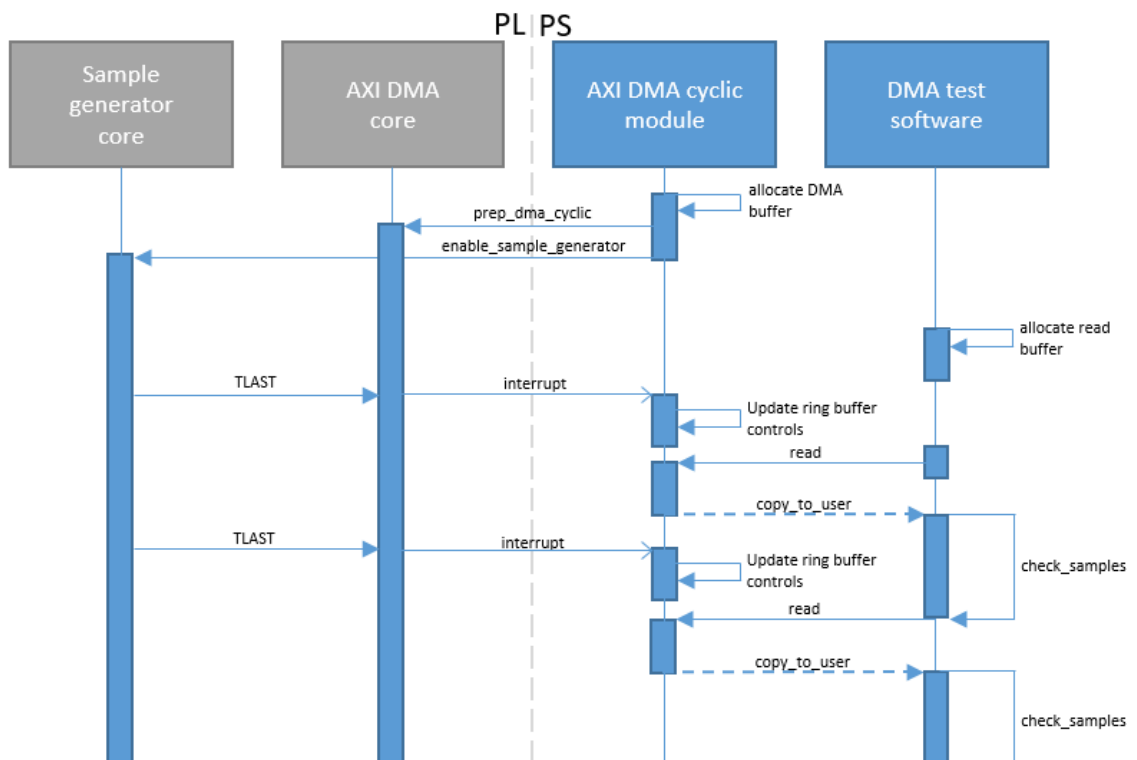 PL PS
Sample
generator
core
AXI DMA
core
AXI DMA cyclic
module
DMA test
software
allocate DMA
buffer
prep_dma_cyclic
enable_sample_generator
allocate read
buffer
TLAST
interrupt
Update ring buffer
controls
read
copy_to_user
TLAST
interrupt
Update ring buffer
controls
check_samples
read
copy_to_user
check_samples